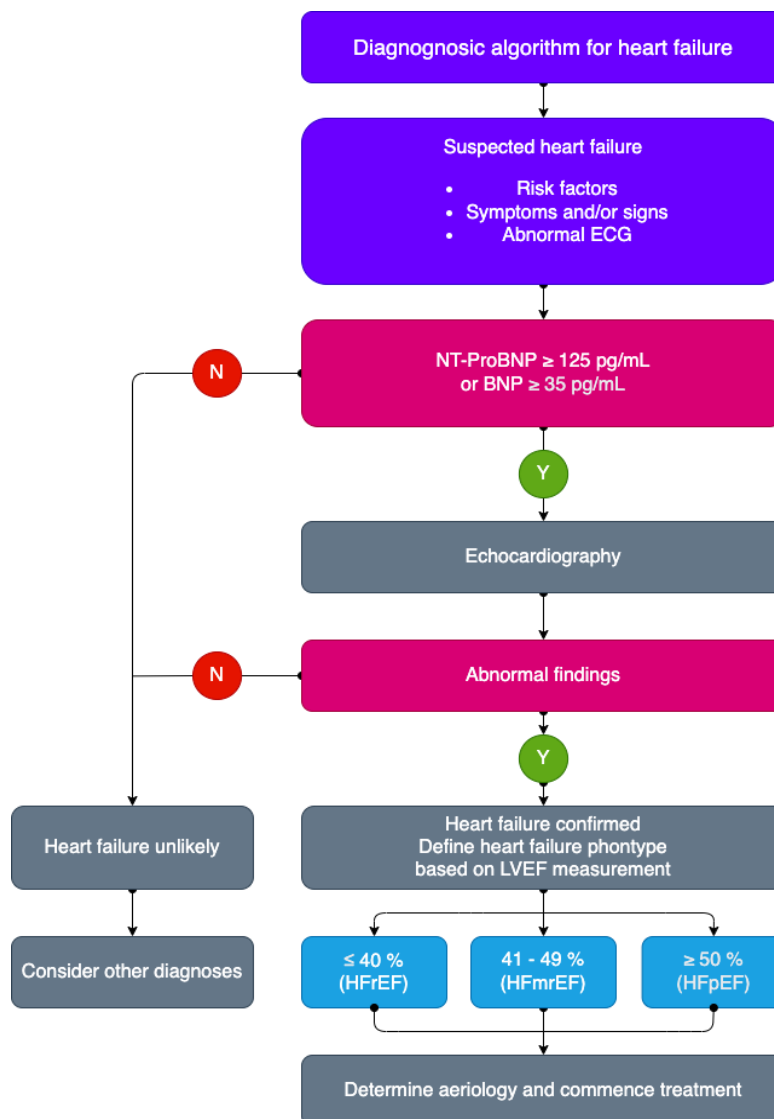 Diagnognosic algorithm for heart failure
Suspected heart failure
• Risk factors
• Symptoms and/or signs
• Abnormal ECG
NT-ProBNP ≥ 125 pg/mL
or BNP ≥ 35 pg/mL
N
Y
Echocardiography
Abnormal findings
N
Y
Heart failure unlikely
Heart failure confirmed
Define heart failure phontype
based on LVEF measurement
Consider other diagnoses
≤ 40 %
(HFrEF)
41 - 49 %
(HFmrEF)
≥ 50 %
(HFpEF)
Determine aeriology and commence treatment